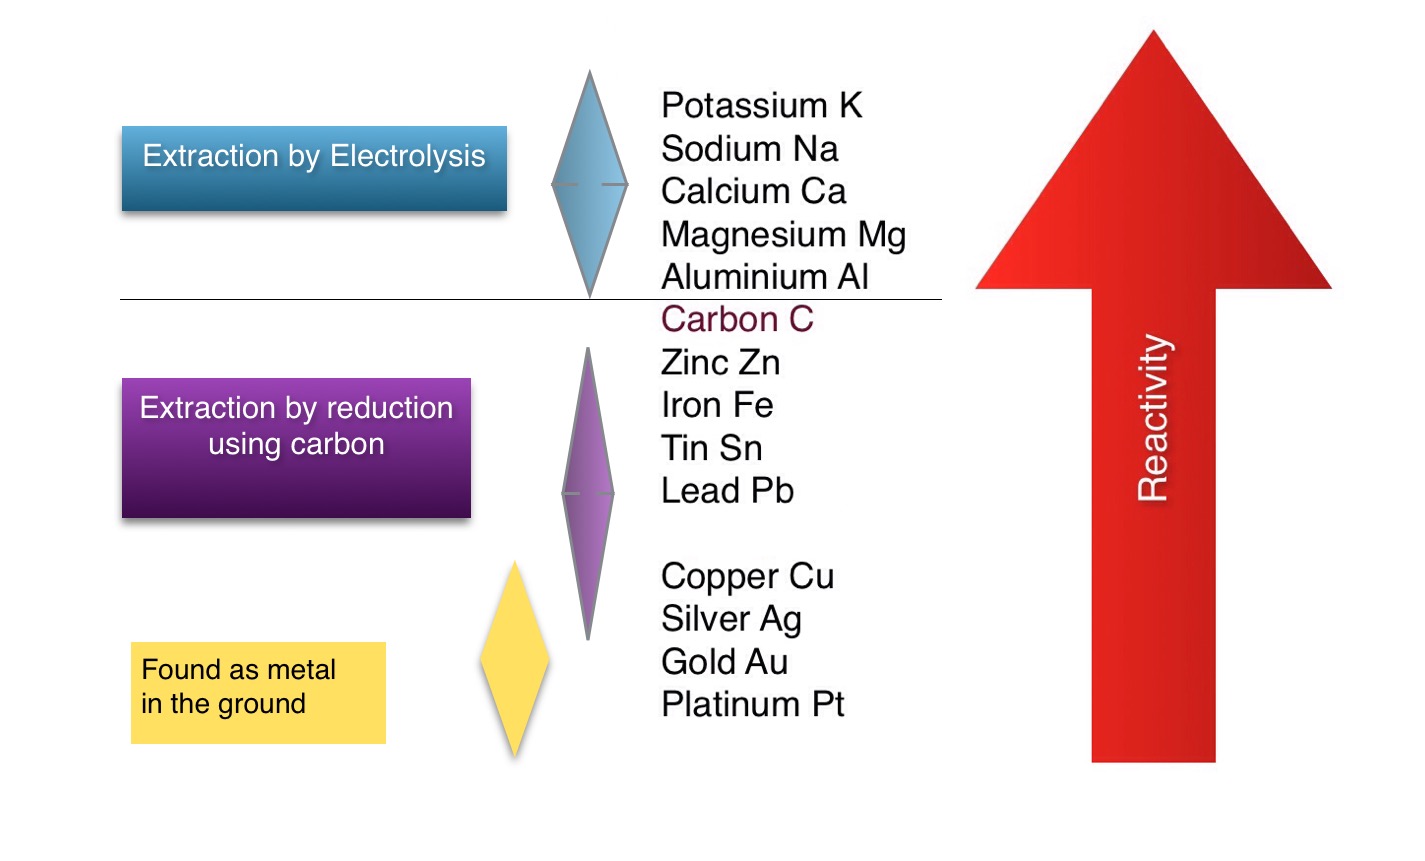 Extraction by Electrolysis
Potassium K
Sodium Na
Calcium Ca
Magnesium Mg
Aluminium Al
Carbon C
Zinc Zn
Iron Fe
Tin Sn
Lead Pb
Extraction by reduction
using carbon
Copper Cu
Silver Ag
Gold Au
Platinum Pt
Found as metal
in the ground
Reactivity